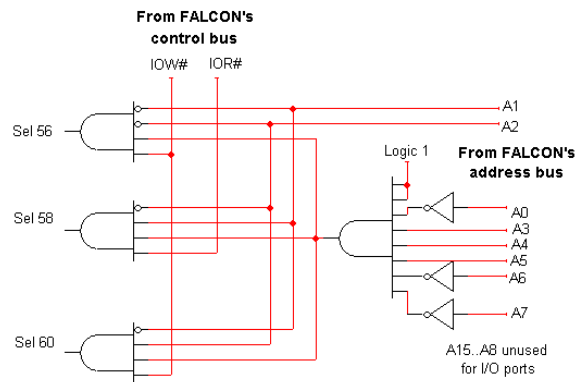 From FALCON's
control bus
IOW# IOR#
A1
A2
Sel 56
Logic 1
From FALCON's
address bus
A0
Sel 58
A3
A4
A5
A6
A7
Sel 60
A15..A8 unused
for I/O ports